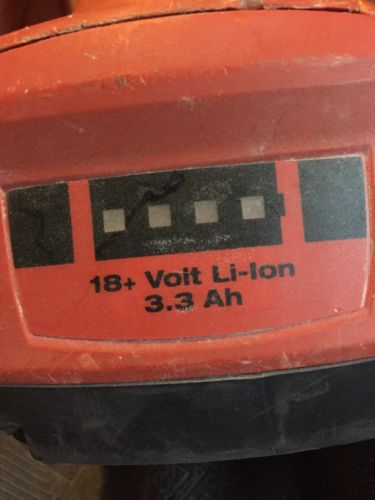 18+ Volt Li-Ion
3.3 Ah